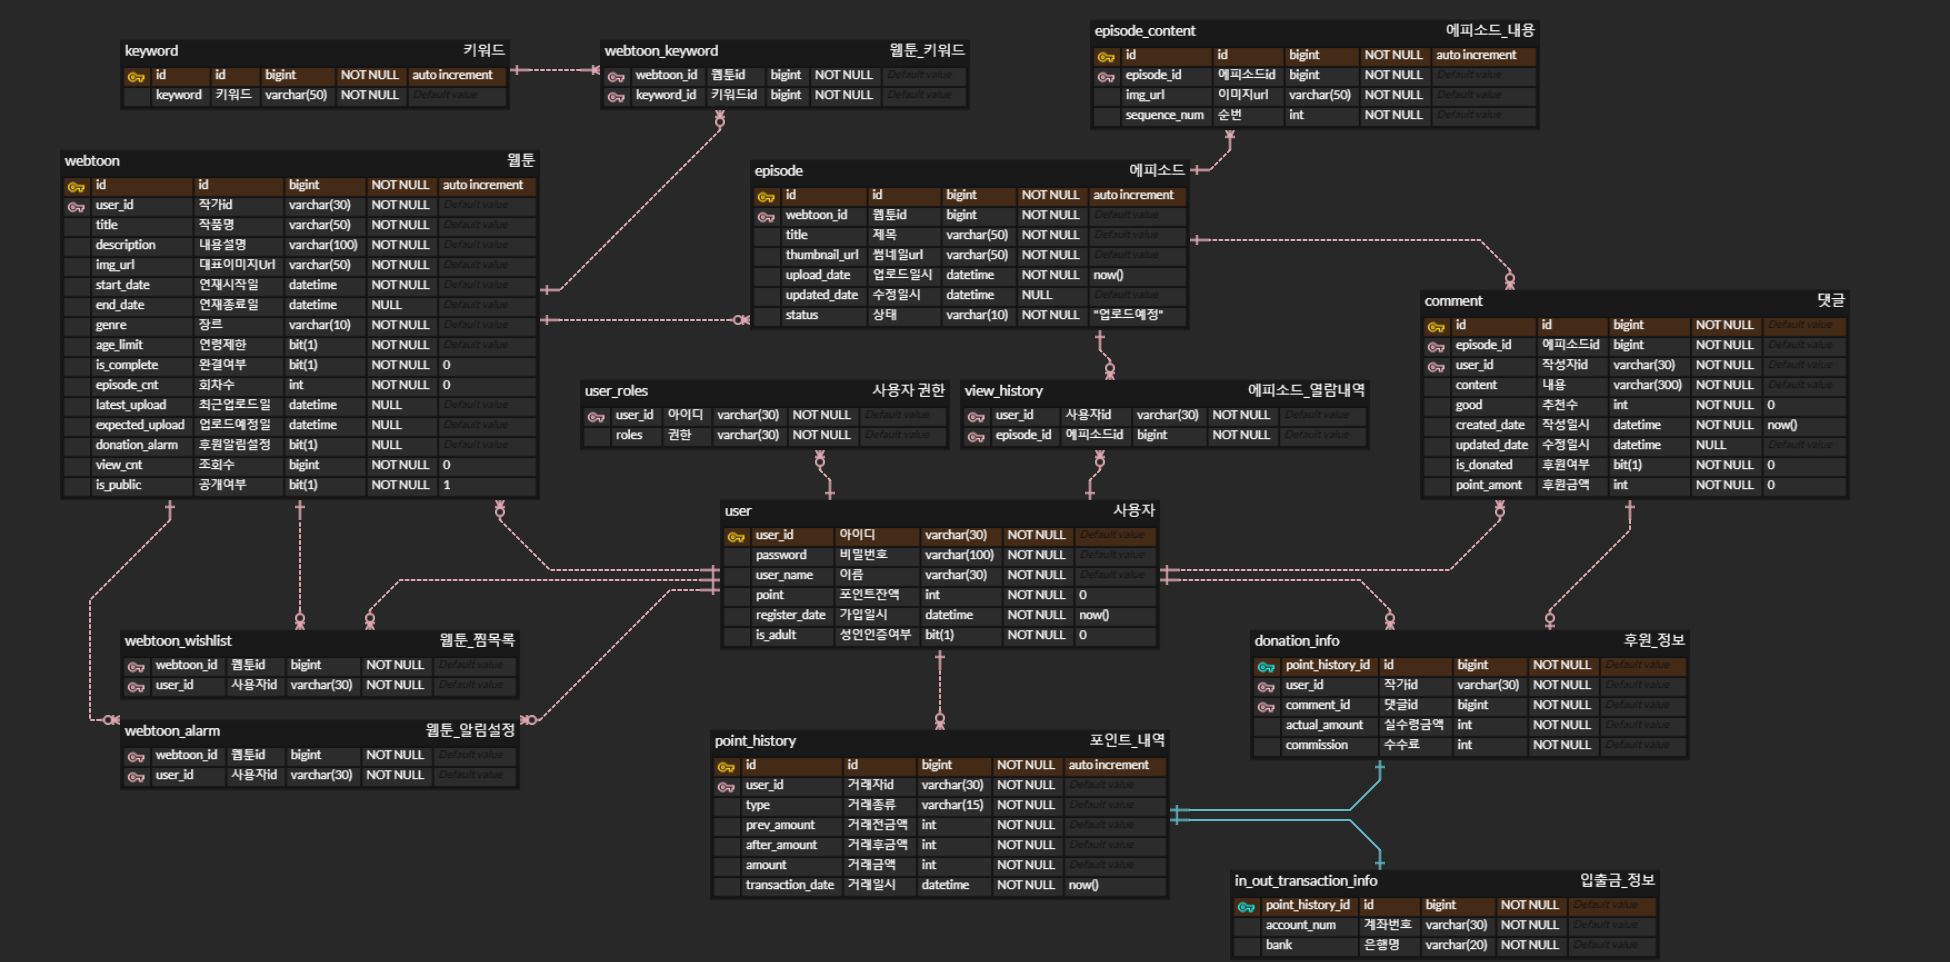 keyword 키워드
id id bigint NOT NULL auto increment
keyword 키워드 varchar(50) NOT NULL Default value
webtoon_keyword 웹툰_키워드
webtoon_id 웹툰id bigint NOT NULL Default value
keyword_id 키워드id bigint NOT NULL Default value
episode_content 에피소드_내용
id id bigint NOT NULL auto increment
episode_id 에피소드id bigint NOT NULL Default value
img_url 이미지url varchar(50) NOT NULL Default value
sequence_num 순번 int NOT NULL Default value
webtoon 웹툰
id id bigint NOT NULL auto increment
user_id 작가id varchar(30) NOT NULL Default value
title 작품명 varchar(50) NOT NULL Default value
description 내용설명 varchar(100) NOT NULL Default value
img_url 대표이미지Url varchar(50) NOT NULL Default value
start_date 연재시작일 datetime NOT NULL Default value
end_date 연재종료일 datetime NULL Default value
genre 장르 varchar(10) NOT NULL Default value
age_limit 연령제한 bit(1) NOT NULL Default value
is_complete 완결여부 bit(1) NOT NULL 0
episode_cnt 회차수 int NOT NULL 0
latest_upload 최근업로드일 datetime NULL Default value
expected_upload 업로드예정일 datetime NULL Default value
donation_alarm 후원알림설정 bit(1) NULL Default value
view_cnt 조회수 bigint NOT NULL 0
is_public 공개여부 bit(1) NOT NULL 1
episode 에피소드
id id bigint NOT NULL auto increment
webtoon_id 웹툰id bigint NOT NULL Default value
title 제목 varchar(50) NOT NULL Default value
thumbnail_url 썸네일url varchar(50) NOT NULL Default value
upload_date 업로드일시 datetime NOT NULL now()
updated_date 수정일시 datetime NULL Default value
status 상태 varchar(10) NOT NULL "업로드예정"
comment 댓글
id id bigint NOT NULL Default value
episode_id 에피소드id bigint NOT NULL Default value
user_id 작성자id varchar(30) NOT NULL Default value
content 내용 varchar(300) NOT NULL Default value
good 추천수 int NOT NULL 0
created_date 작성일시 datetime NOT NULL now()
updated_date 수정일시 datetime NULL Default value
is_donated 후원여부 bit(1) NOT NULL 0
point_amont 후원금액 int NOT NULL 0
user_roles 사용자 권한
user_id 아이디 varchar(30) NOT NULL Default value
roles 권한 varchar(30) NOT NULL Default value
view_history 에피소드_열람내역
user_id 사용자id varchar(30) NOT NULL Default value
episode_id 에피소드id bigint NOT NULL Default value
user 사용자
user_id 아이디 varchar(30) NOT NULL Default value
password 비밀번호 varchar(100) NOT NULL Default value
user_name 이름 varchar(30) NOT NULL Default value
point 포인트잔액 int NOT NULL 0
register_date 가입일시 datetime NOT NULL now()
is_adult 성인인증여부 bit(1) NOT NULL 0
webtoon_wishlist 웹툰_찜목록
webtoon_id 웹툰id bigint NOT NULL Default value
user_id 사용자id varchar(30) NOT NULL Default value
webtoon_alarm 웹툰_알림설정
webtoon_id 웹툰id bigint NOT NULL Default value
user_id 사용자id varchar(30) NOT NULL Default value
donation_info 후원_정보
point_history_id id bigint NOT NULL Default value
user_id 작가id varchar(30) NOT NULL Default value
comment_id 댓글id bigint NOT NULL Default value
actual_amount 실수령금액 int NOT NULL Default value
commission 수수료 int NOT NULL Default value
point_history 포인트_내역
id id bigint NOT NULL auto increment
user_id 거래자id varchar(30) NOT NULL Default value
type 거래종류 varchar(15) NOT NULL Default value
prev_amount 거래전금액 int NOT NULL Default value
after_amount 거래후금액 int NOT NULL Default value
amount 거래금액 int NOT NULL Default value
transaction_date 거래일시 datetime NOT NULL now()
in_out_transaction_info 입출금_정보
point_history_id id bigint NOT NULL Default value
account_num 계좌번호 varchar(30) NOT NULL Default value
bank 은행명 varchar(20) NOT NULL Default value